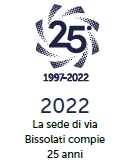 25°
1997-2022
2022
La sede di via
Bissolati compie
25 anni